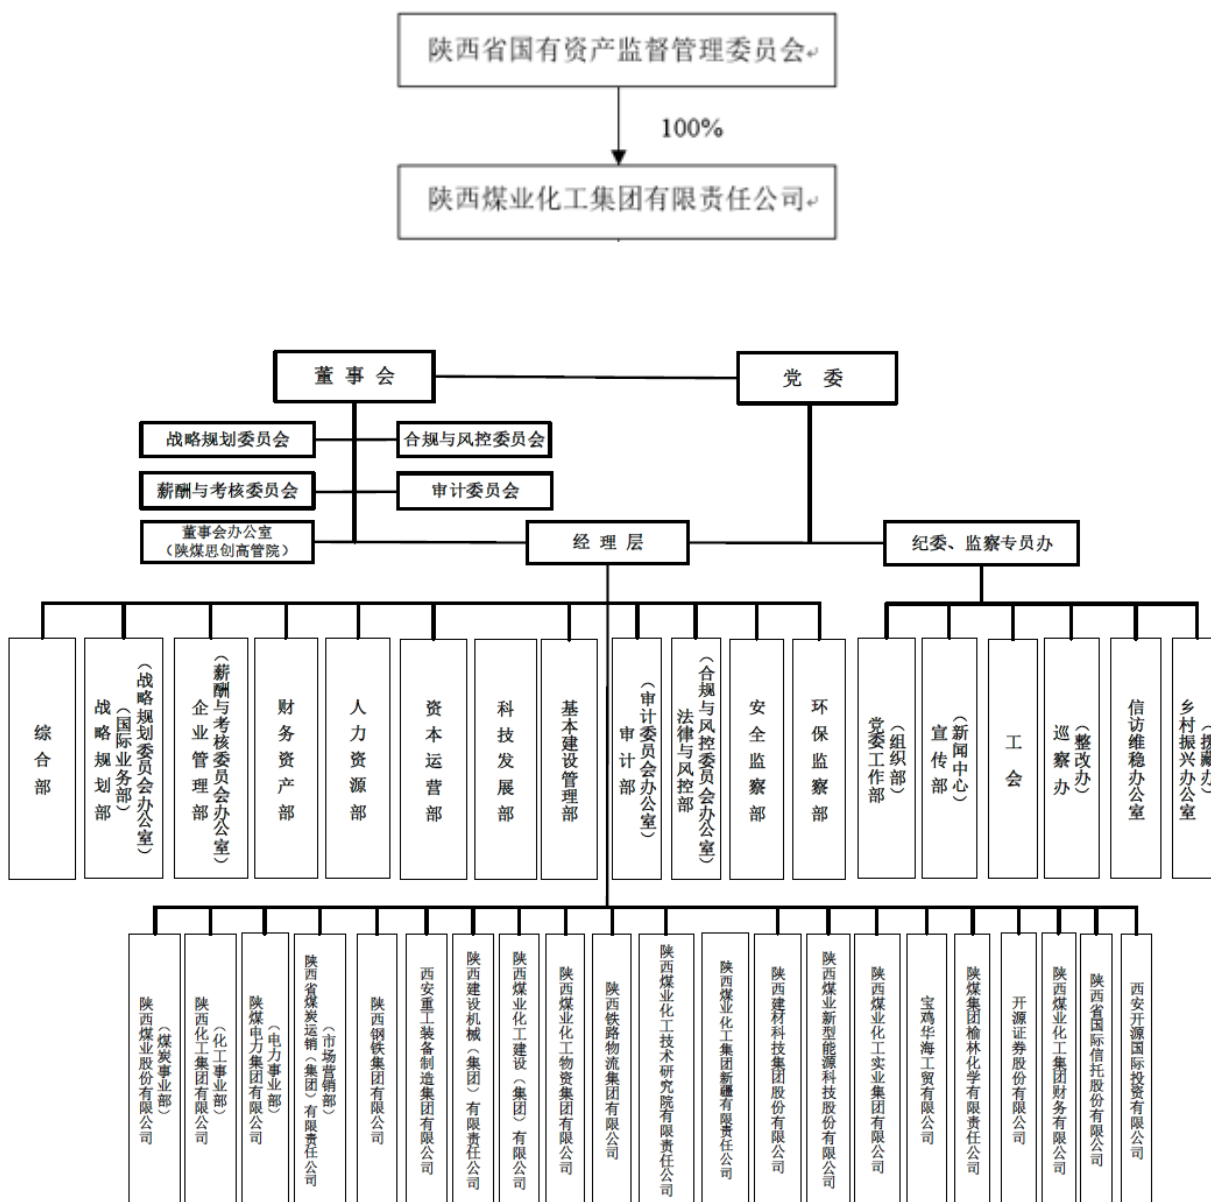 陕西省国有资产监督管理委员会
100%
陕西煤业化工集团有限责任公司
董事会
党委
战略规划委员会
合规与风控委员会
薪酬与考核委员会
审计委员会
董事会办公室
（陕煤思创高管院）
经理层
纪委、监察专员办
综合部
战略规划部
（国际业务部）
（战略规划委员会办公室）
企业管理部
（薪酬与考核委员会办公室）
财务资产部
人力资源部
资本运营部
科技发展部
基本建设管理部
审计部
（审计委员会办公室）
法律与风控部
（合规与风控委员会办公室）
安全监察部
环保监察部
党委工作部
（组织部）
宣传部
（新闻中心）
工会
巡察办
（整改办）
信访维稳办公室
乡村振兴办公室
（援藏办）
陕西煤业股份有限公司
（煤炭事业部）
陕西化工集团有限公司
（化工事业部）
陕煤电力集团有限公司
（电力事业部）
陕西省煤炭运销（集团）有限责任公司
（市场营销部）
陕西钢铁集团有限公司
西安重工装备制造集团有限公司
陕西建设机械（集团）有限责任公司
陕西煤业化工建设（集团）有限公司
陕西煤业化工物资集团有限公司
陕西铁路物流集团有限公司
陕西煤业化工技术研究院有限责任公司
陕西煤业化工集团新疆有限责任公司
陕西建材科技集团股份有限公司
陕西煤业新型能源科技股份有限公司
陕西煤业化工实业集团有限公司
宝鸡华海工贸有限公司
陕煤集团榆林化学有限责任公司
开源证券股份有限公司
陕西煤业化工集团财务有限公司
陕西省国际信托股份有限公司
西安开源国际投资有限公司